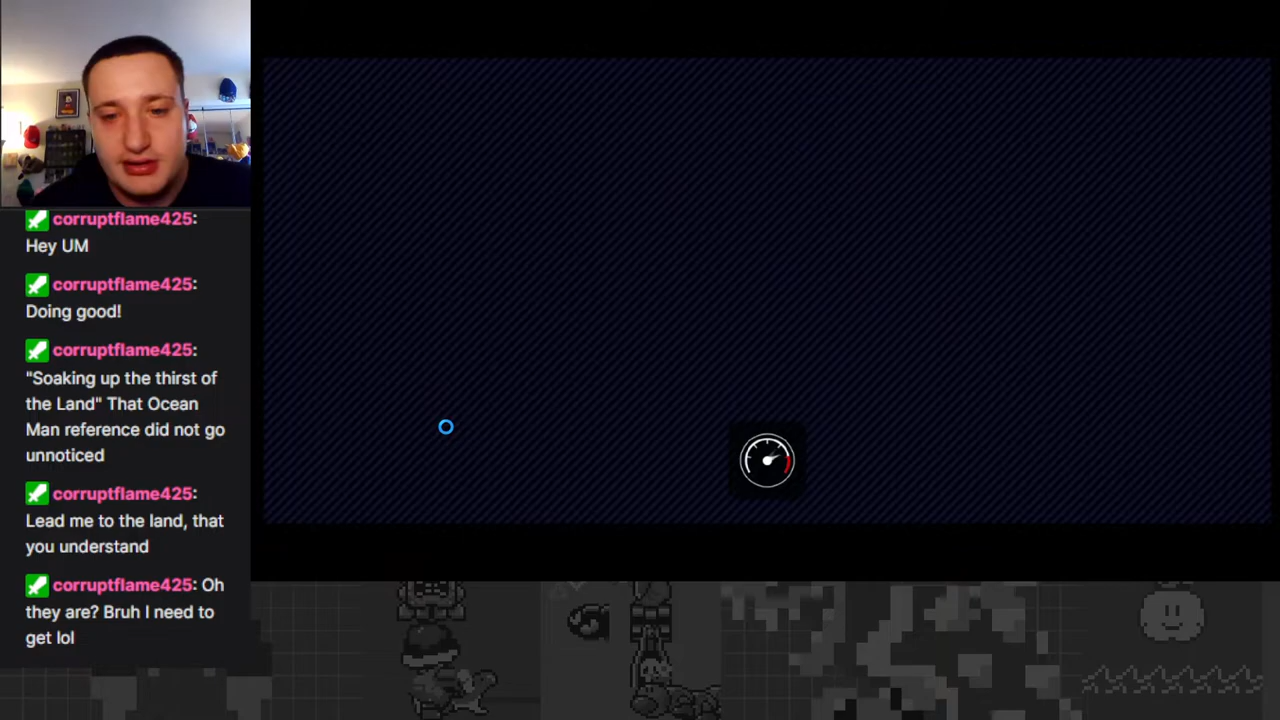 corruptflame425:
Hey UM
corruptflame425:
Doing good!
corruptflame425:
"Soaking up the thirst of
the Land" That Ocean
Man reference did not go
unnoticed
corruptflame425:
Lead me to the land, that
you understand
corruptflame425: Oh
they are? Bruh I need to
get lol